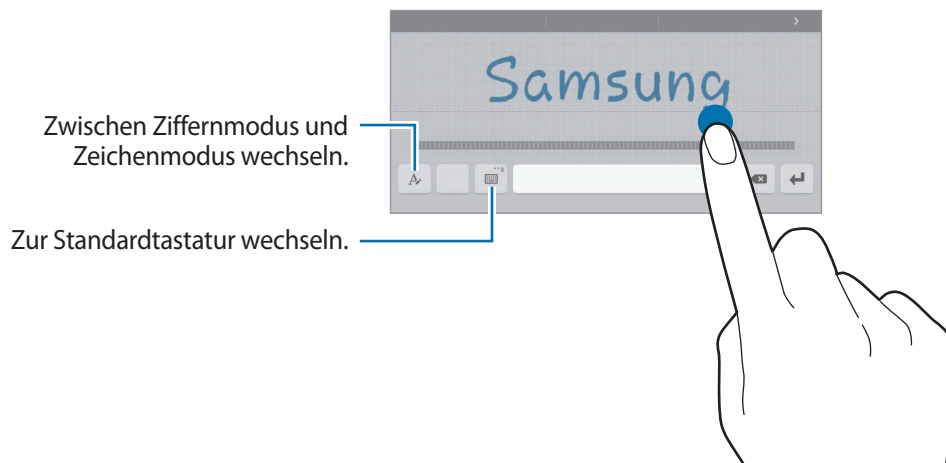 Samsung
Zwischen Ziffernmodus und
Zeichenmodus wechseln.
Zur Standardtastatur wechseln.